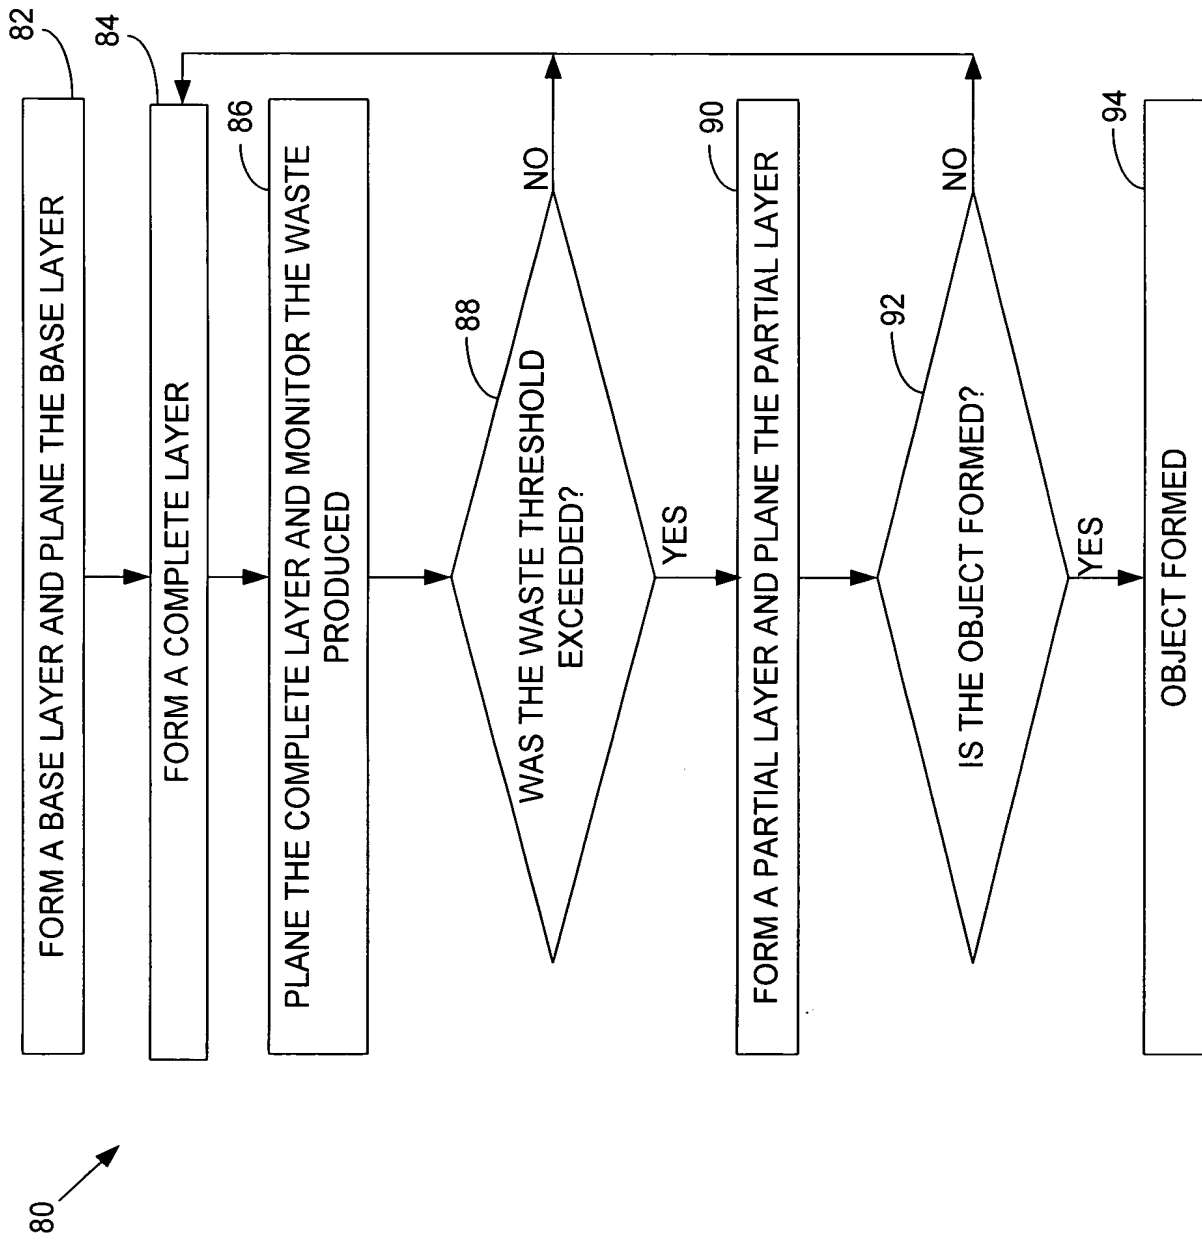 80
82
FORM A BASE LAYER AND PLANE THE BASE LAYER
84
FORM A COMPLETE LAYER
86
PLANE THE COMPLETE LAYER AND MONITOR THE WASTE
PRODUCED
88
WAS THE WASTE THRESHOLD
EXCEEDED?
NO
YES
90
FORM A PARTIAL LAYER AND PLANE THE PARTIAL LAYER
92
IS THE OBJECT FORMED?
NO
YES
94
OBJECT FORMED